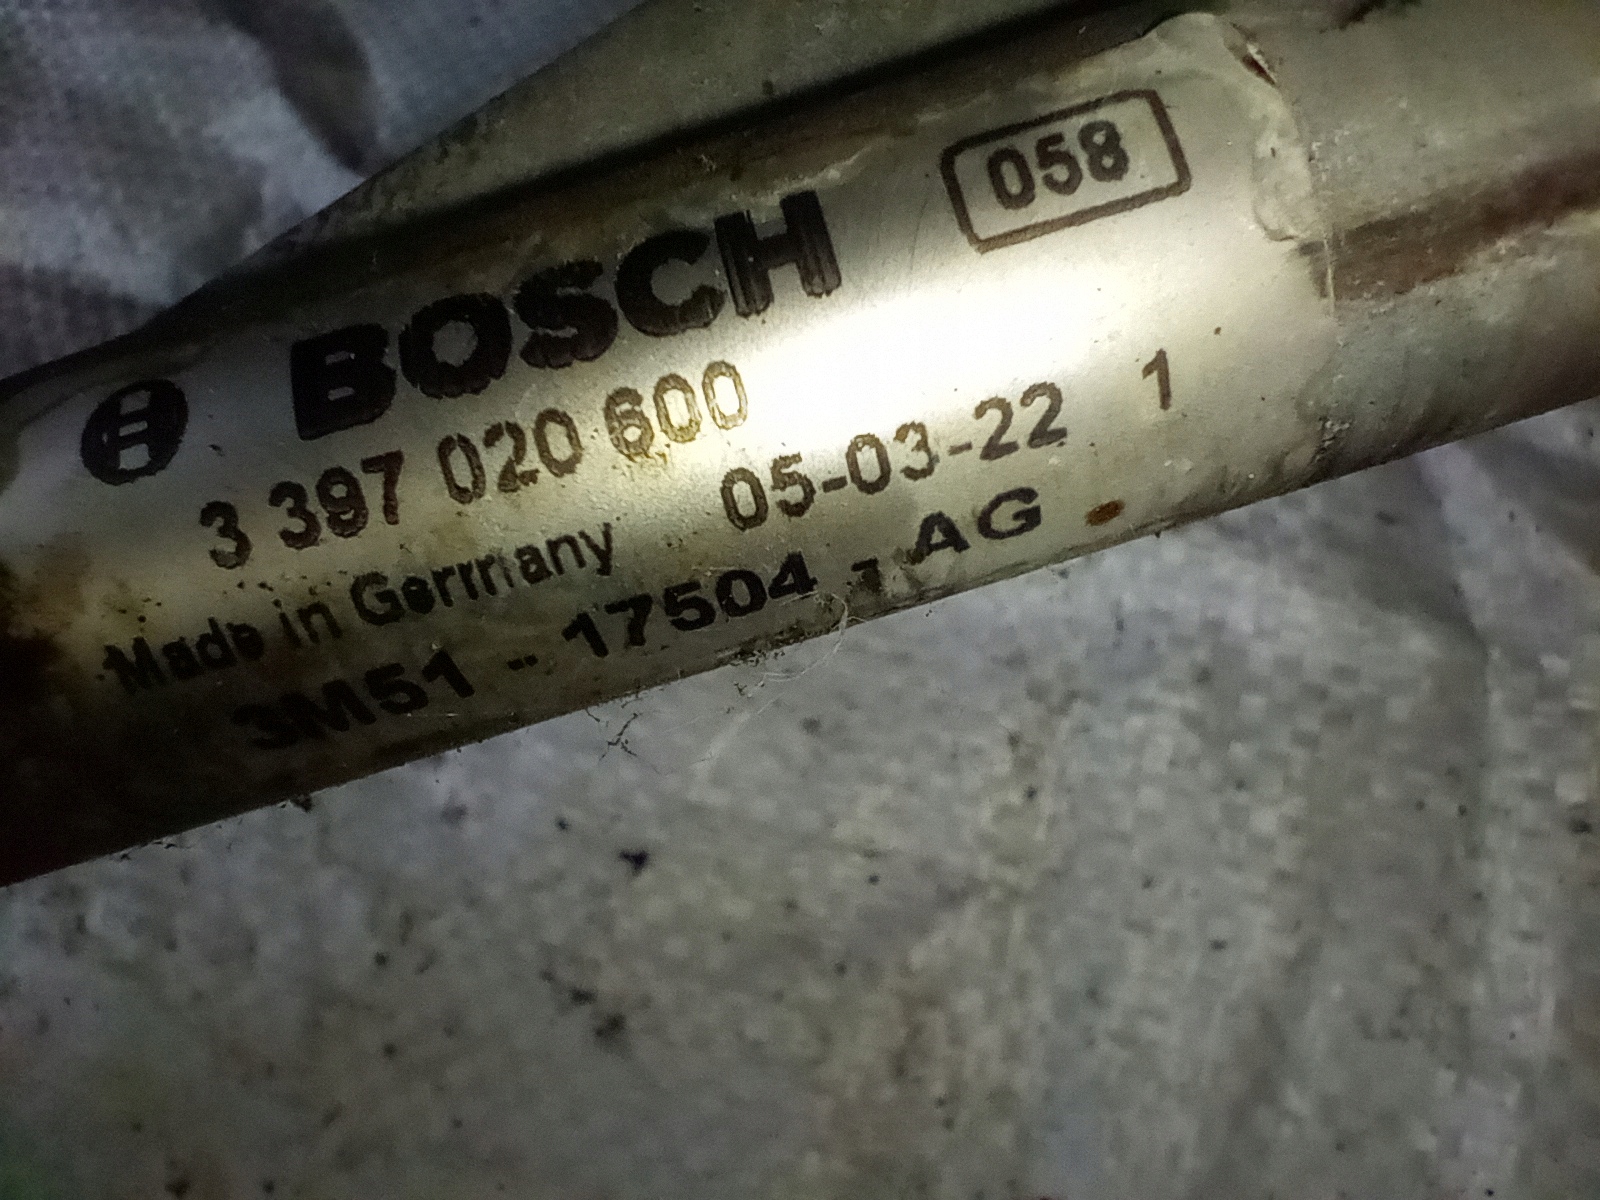 058
BOSCH
3 397 020 600
05-03-22 1
Made in Germany
3M51 - 17504 - AG